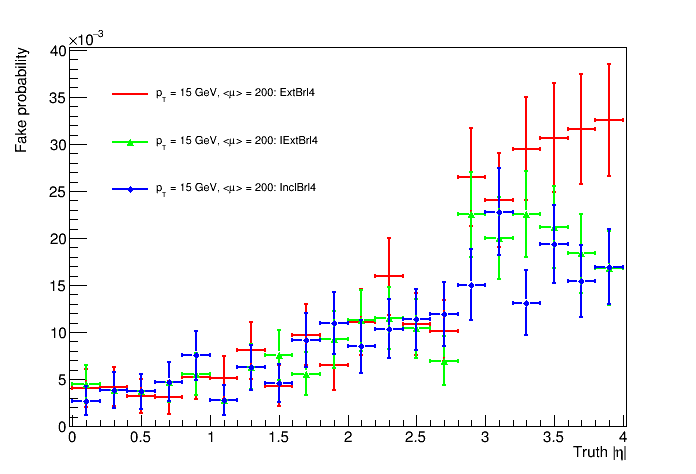 ×10⁻³
Fake probability
40
35
30
25
20
15
10
5
0
p_T = 15 GeV, <μ> = 200: ExtBrl4
p_T = 15 GeV, <μ> = 200: IExtBrl4
p_T = 15 GeV, <μ> = 200: InclBrl4
0 0.5 1 1.5 2 2.5 3 3.5 4
Truth |η|